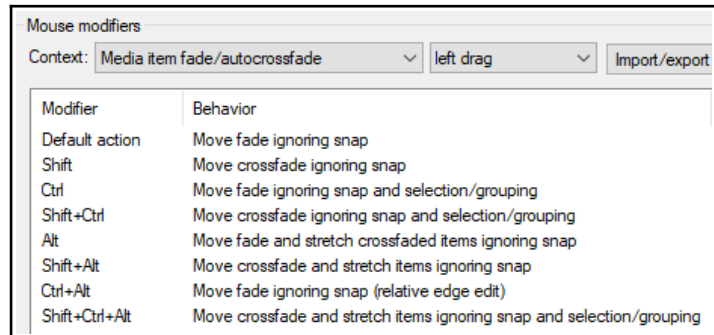 Mouse modifiers
Context: Media item fade/autocrossfade left drag Import/export
Modifier Behavior
Default action Move fade ignoring snap
Shift Move crossfade ignoring snap
Ctrl Move fade ignoring snap and selection/grouping
Shift+Ctrl Move crossfade ignoring snap and selection/grouping
Alt Move fade and stretch crossfaded items ignoring snap
Shift+Alt Move crossfade and stretch items ignoring snap
Ctrl+Alt Move fade ignoring snap (relative edge edit)
Shift+Ctrl+Alt Move crossfade and stretch items ignoring snap and selection/grouping